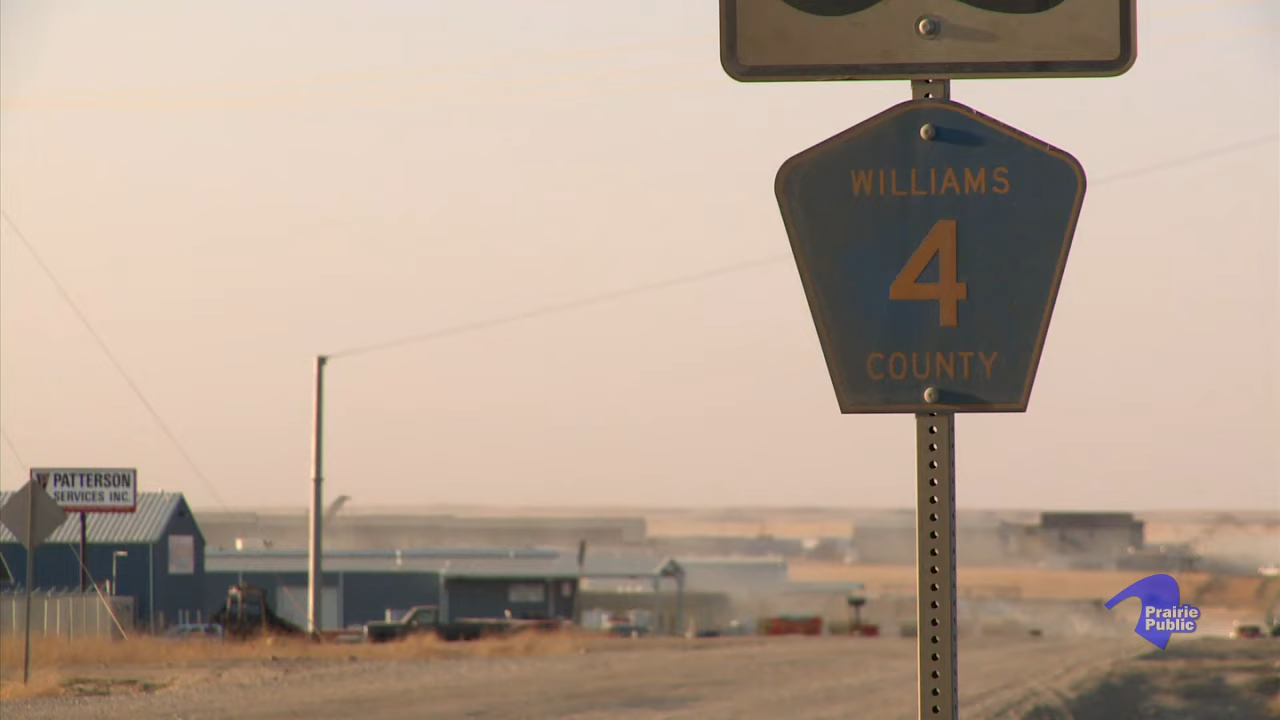 WILLIAMS
4
COUNTY
PATTERSON
SERVICES INC.
Prairie
Public